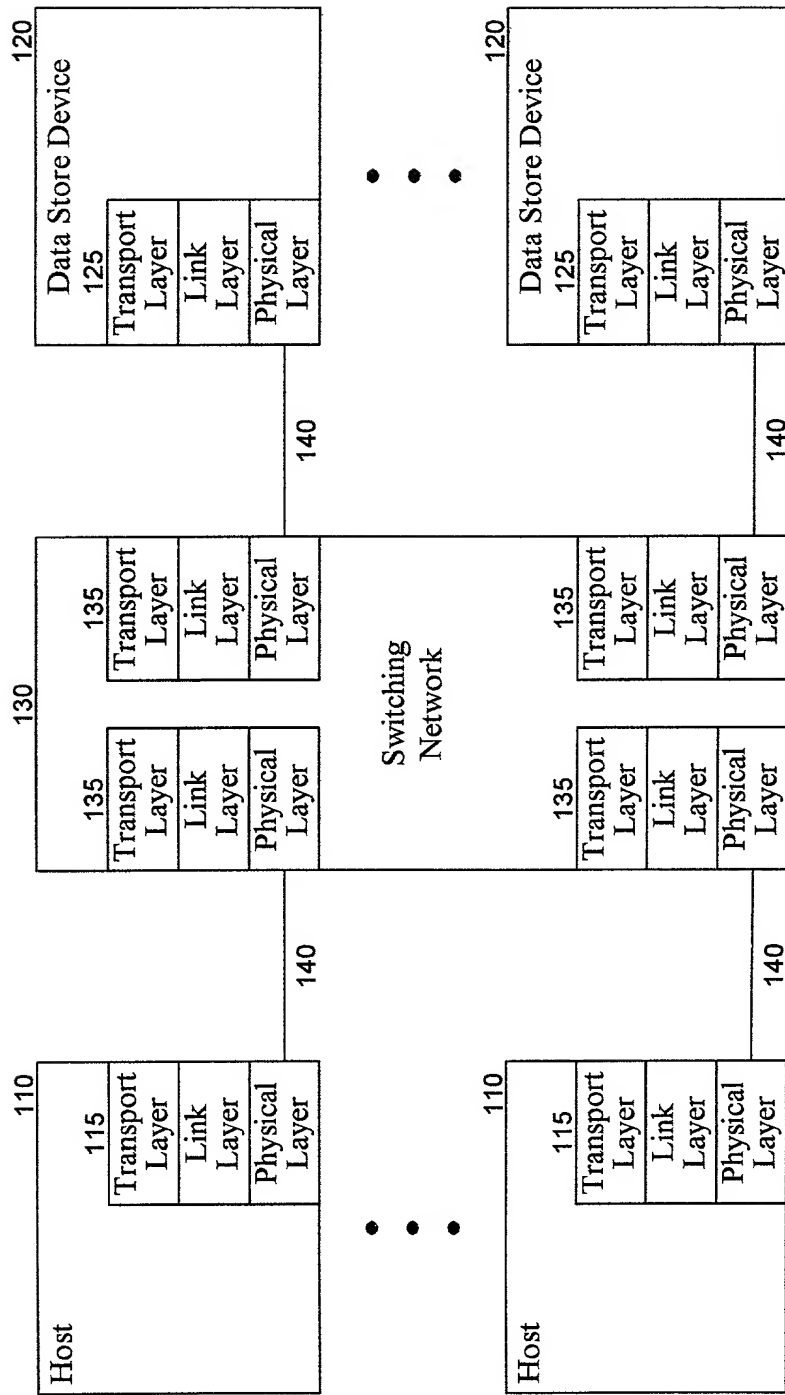 110
Host
115
Transport
Layer
Link
Layer
Physical
Layer
140
130
135
Transport
Layer
Link
Layer
Physical
Layer
135
Transport
Layer
Link
Layer
Physical
Layer
140
120
Data Store Device
125
Transport
Layer
Link
Layer
Physical
Layer
Switching
Network
110
Host
115
Transport
Layer
Link
Layer
Physical
Layer
140
135
Transport
Layer
Link
Layer
Physical
Layer
135
Transport
Layer
Link
Layer
Physical
Layer
140
120
Data Store Device
125
Transport
Layer
Link
Layer
Physical
Layer